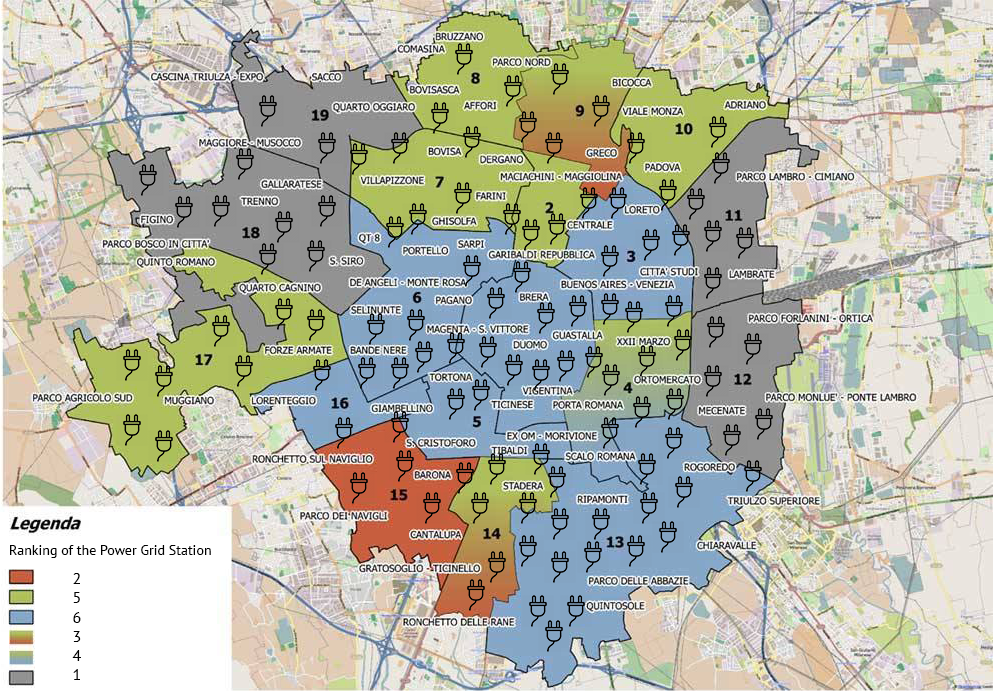 BRUZZANO
COMASINA
8
PARCO NORD
CASCINA TRIULZA - EXPO
SACCO
BOVISASCA
BICOCCA
QUARTO OGGIARO
AFFORI
9
VIALE MONZA
ADRIANO
19
10
MAGGIORE - MUSOCCO
BOVISA
DERGANO
GRECO
PADOVA
GALLARATESE
VILLAPIZZONE
7
MACIACHINI - MAGGIOLINA
PARCO LAMBRO - CIMIANO
TRENNO
FARINI
2
LORETO
FIGINO
GHISOLFA
CENTRALE
11
18
QT 8
SARPI
PARCO BOSCO IN CITTA'
PORTELLO
GARIBALDI REPUBBLICA
3
QUINTO ROMANO
S. SIRO
CITTA' STUDI
LAMBRATE
QUARTO CAGNINO
DE ANGELI - MONTE ROSA
BUENOS AIRES - VENEZIA
6
PAGANO
BRERA
SELINUNTE
PARCO FORLANINI - ORTICA
MAGENTA - S. VITTORE
GUASTALLA
XXII MARZO
FORZE ARMATE
BANDE NERE
DUOMO
17
TORTONA
4
ORTOMERCATO
12
PARCO AGRICOLO SUD
MUGGIANO
LORENTEGGIO
VIGENTINA
PARCO MONLUE' - PONTE LAMBRO
16
GIAMBELLINO
TICINESE
PORTA ROMANA
MECENATE
5
S. CRISTOFORO
EX OM - MORIVIONE
TIBALDI
SCALO ROMANA
RONCHETTO SUL NAVIGLIO
BARONA
ROGOREDO
STADERA
15
RIPAMONTI
TRIULZO SUPERIORE
PARCO DEI NAVIGLI
CANTALUPA
14
13
CHIARAVALLE
GRATOSOGLIO - TICINELLO
PARCO DELLE ABBAZIE
QUINTOSOLE
RONCHETTO DELLE RANE
Legenda
Ranking of the Power Grid Station
2
5
6
3
4
1